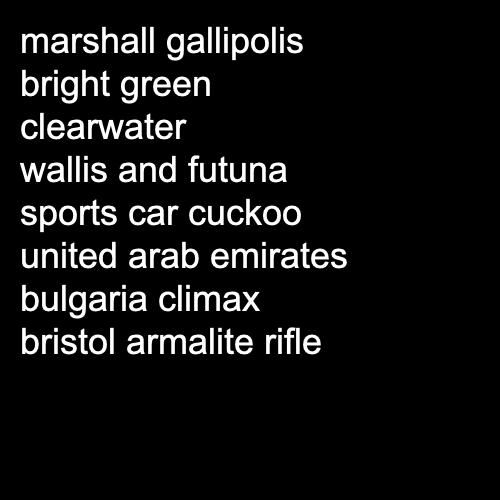 marshall gallipolis
bright green
clearwater
wallis and futuna
sports car cuckoo
united arab emirates
bulgaria climax
bristol armalite rifle